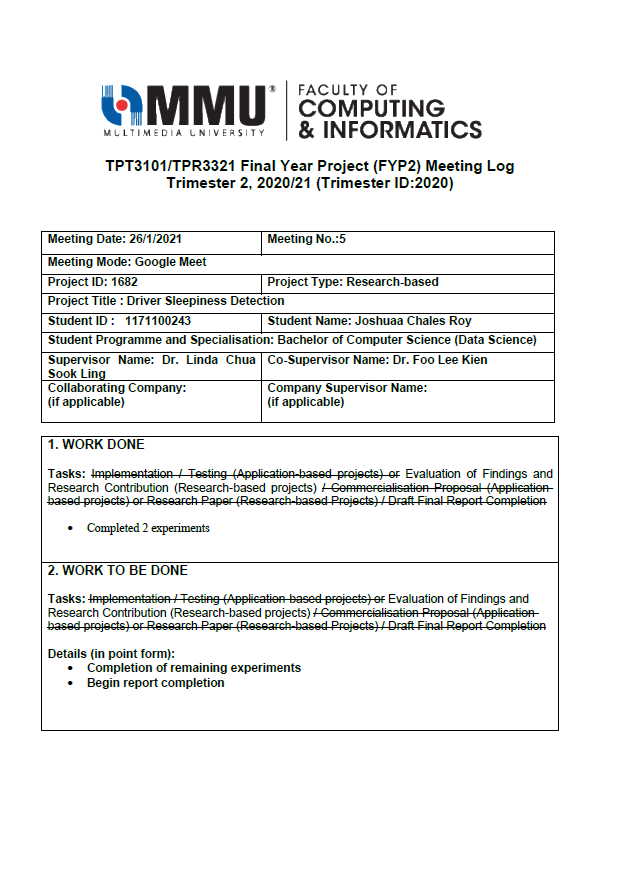 MMU®
MULTIMEDIA UNIVERSITY
FACULTY OF
COMPUTING
& INFORMATICS
TPT3101/TPR3321 Final Year Project (FYP2) Meeting Log
Trimester 2, 2020/21 (Trimester ID:2020)
Meeting Date: 26/1/2021
Meeting No.:5
Meeting Mode: Google Meet
Project ID: 1682
Project Type: Research-based
Project Title : Driver Sleepiness Detection
Student ID : 1171100243
Student Name: Joshuaa Chales Roy
Student Programme and Specialisation: Bachelor of Computer Science (Data Science)
Supervisor Name: Dr. Linda Chua
Sook Ling
Co-Supervisor Name: Dr. Foo Lee Kien
Collaborating Company:
(if applicable)
Company Supervisor Name:
(if applicable)
1. WORK DONE
Tasks: Implementation / Testing (Application-based projects) or Evaluation of Findings and
Research Contribution (Research-based projects) / Commercialisation Proposal (Application-
based projects) or Research Paper (Research-based Projects) / Draft Final Report Completion
• Completed 2 experiments
2. WORK TO BE DONE
Tasks: Implementation / Testing (Application-based projects) or Evaluation of Findings and
Research Contribution (Research-based projects) / Commercialisation Proposal (Application-
based projects) or Research Paper (Research-based Projects) / Draft Final Report Completion
Details (in point form):
• Completion of remaining experiments
• Begin report completion